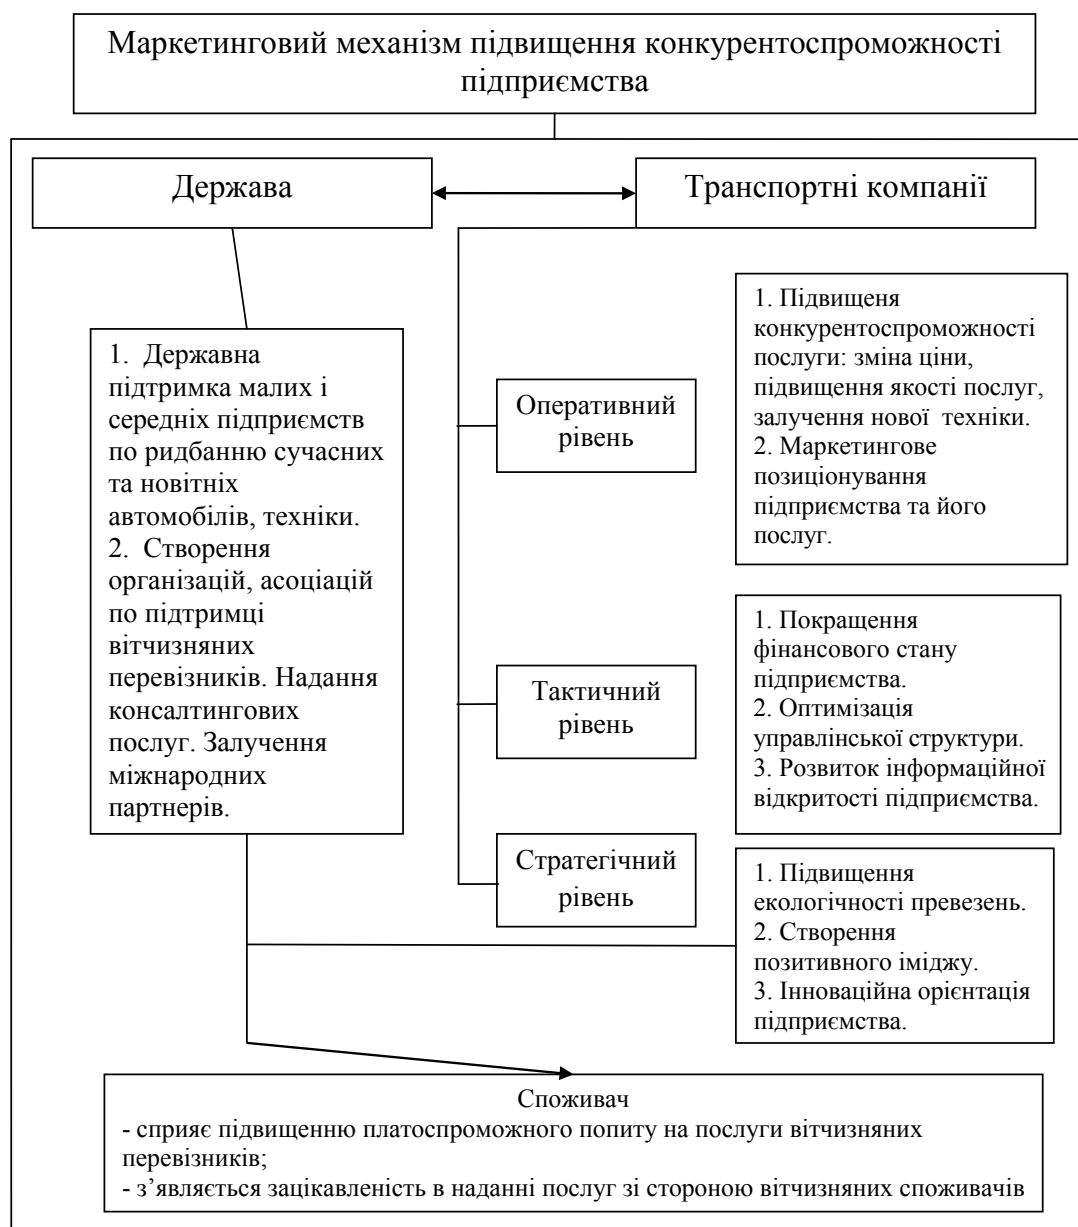 Маркетинговий механізм підвищення конкурентоспроможності
підприємства
Держава
Транспортні компанії
1. Державна
підтримка малих і
середніх підприємств
по ридбанню сучасних
та новітніх
автомобілів, техніки.
2. Створення
організацій, асоціацій
по підтримці
вітчизняних
перевізників. Надання
консалтингових
послуг. Залучення
міжнародних
партнерів.
Оперативний
рівень
1. Підвищеня
конкурентоспроможності
послуги: зміна ціни,
підвищення якості послуг,
залучення нової техніки.
2. Маркетингове
позиціонування
підприємства та його
послуг.
Тактичний
рівень
1. Покращення
фінансового стану
підприємства.
2. Оптимізація
управлінської структури.
3. Розвиток інформаційної
відкритості підприємства.
Стратегічний
рівень
1. Підвищення
екологічності превезень.
2. Створення
позитивного іміджу.
3. Інноваційна орієнтація
підприємства.
Споживач
- сприяє підвищенню платоспроможного попиту на послуги вітчизняних
перевізників;
- з’являється зацікавленість в наданні послуг зі стороною вітчизняних споживачів